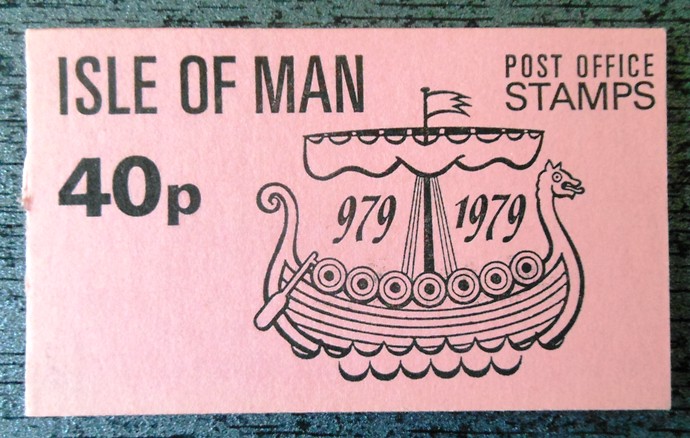 ISLE OF MAN
POST OFFICE
STAMPS
40p
979 1979